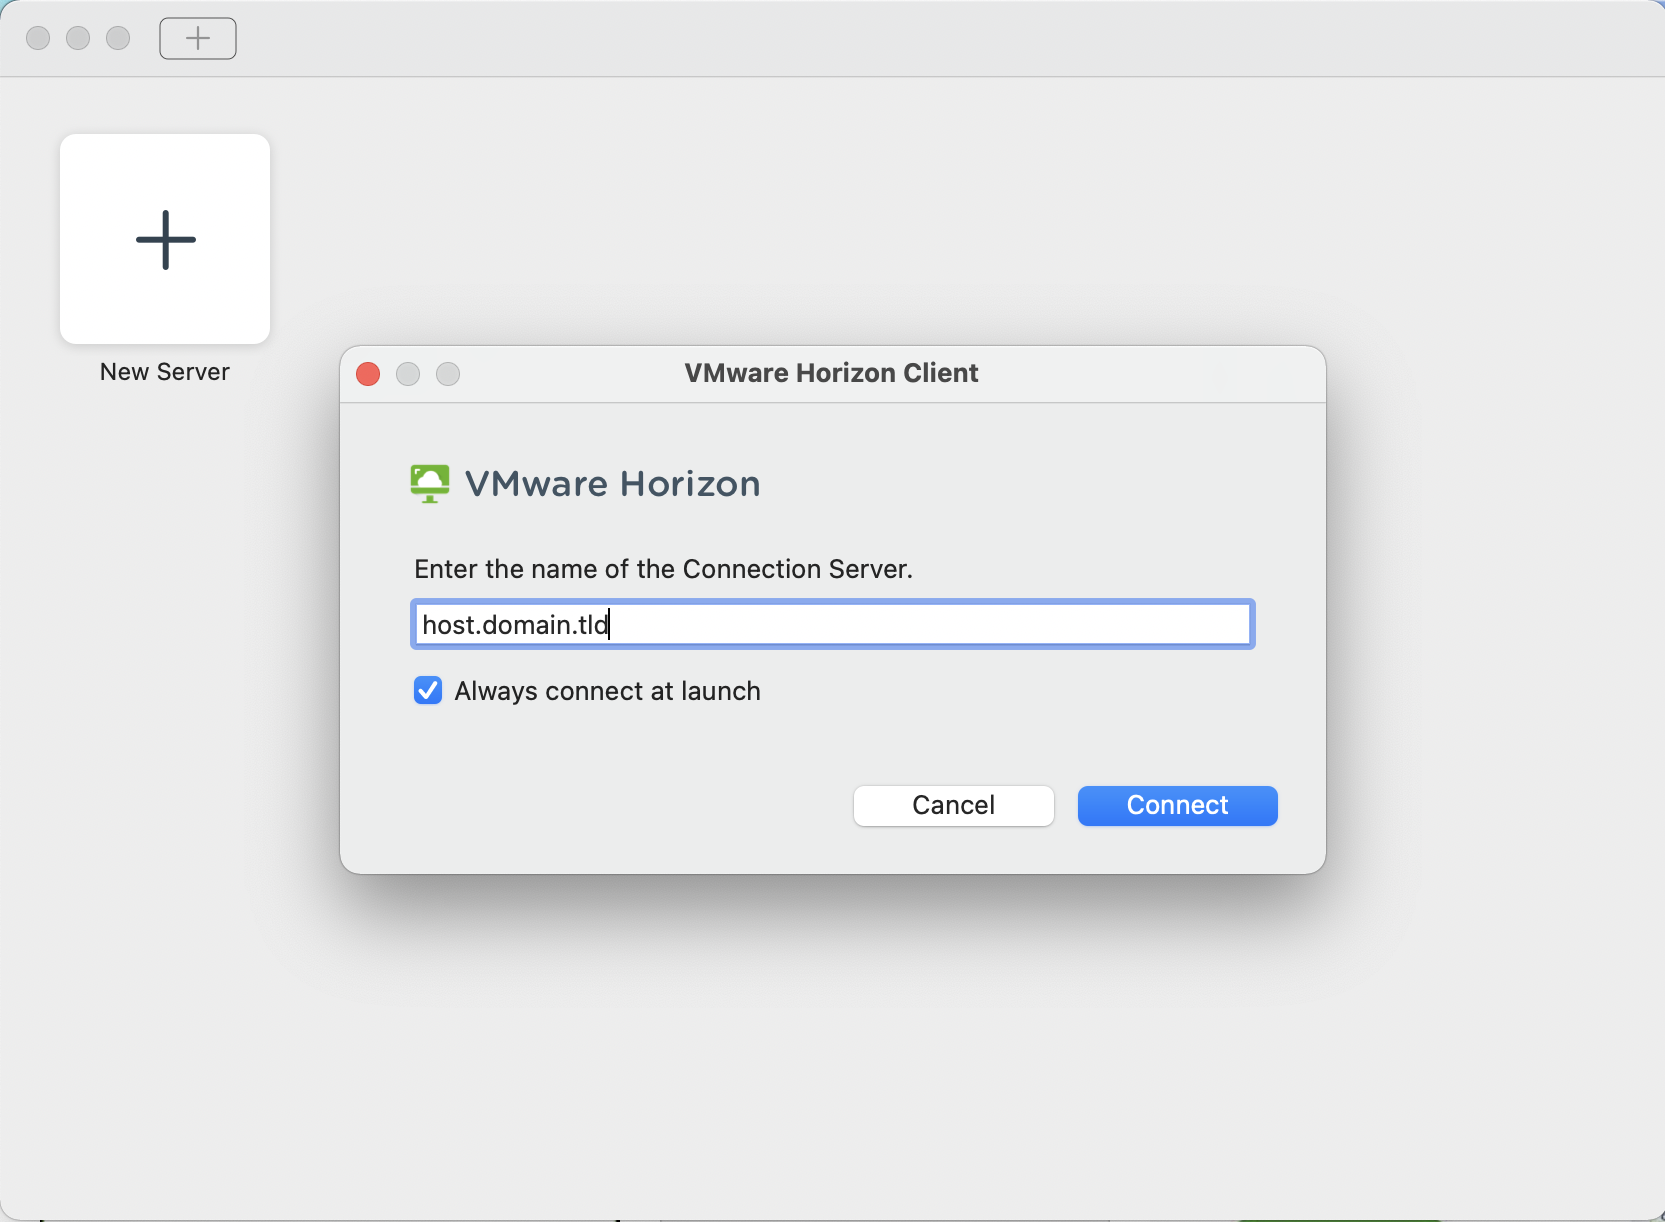 New Server
VMware Horizon Client
VMware Horizon
Enter the name of the Connection Server.
host.domain.tld
Always connect at launch
Cancel
Connect